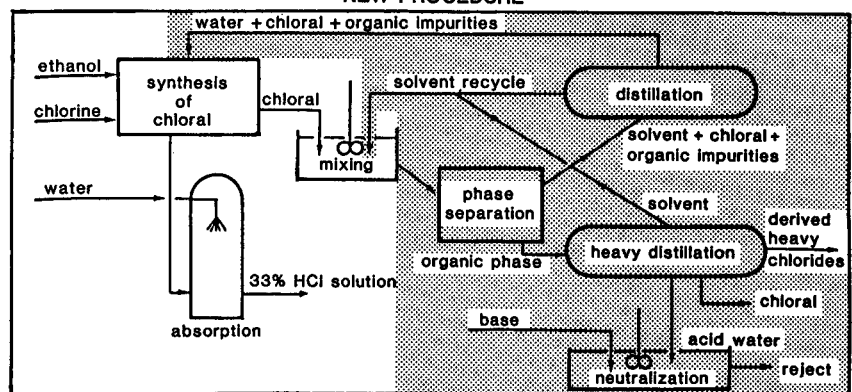 NEW PROCEDURE
water + chloral + organic impurities
ethanol
chlorine
synthesis
of
chloral
chloral
solvent recycle
distillation
mixing
solvent + chloral +
organic impurities
water
phase
separation
solvent
derived
heavy
chlorides
organic phase
heavy distillation
33% HCl solution
chloral
absorption
base
acid water
neutralization
reject